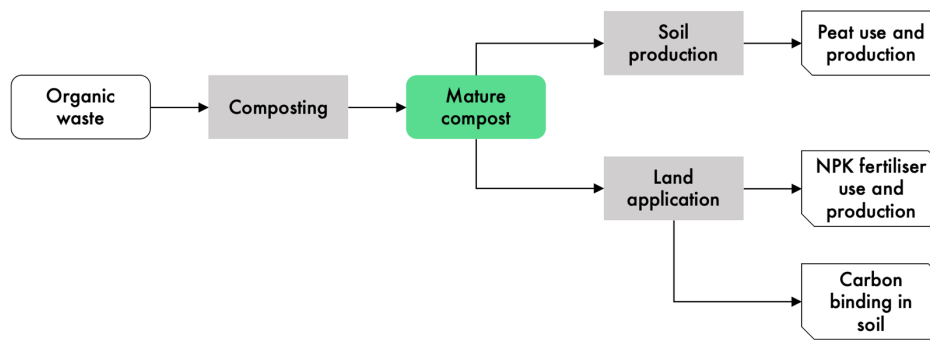 Organic
waste
Composting
Mature
compost
Soil
production
Peat use and
production
Land
application
NPK fertiliser
use and
production
Carbon
binding in
soil